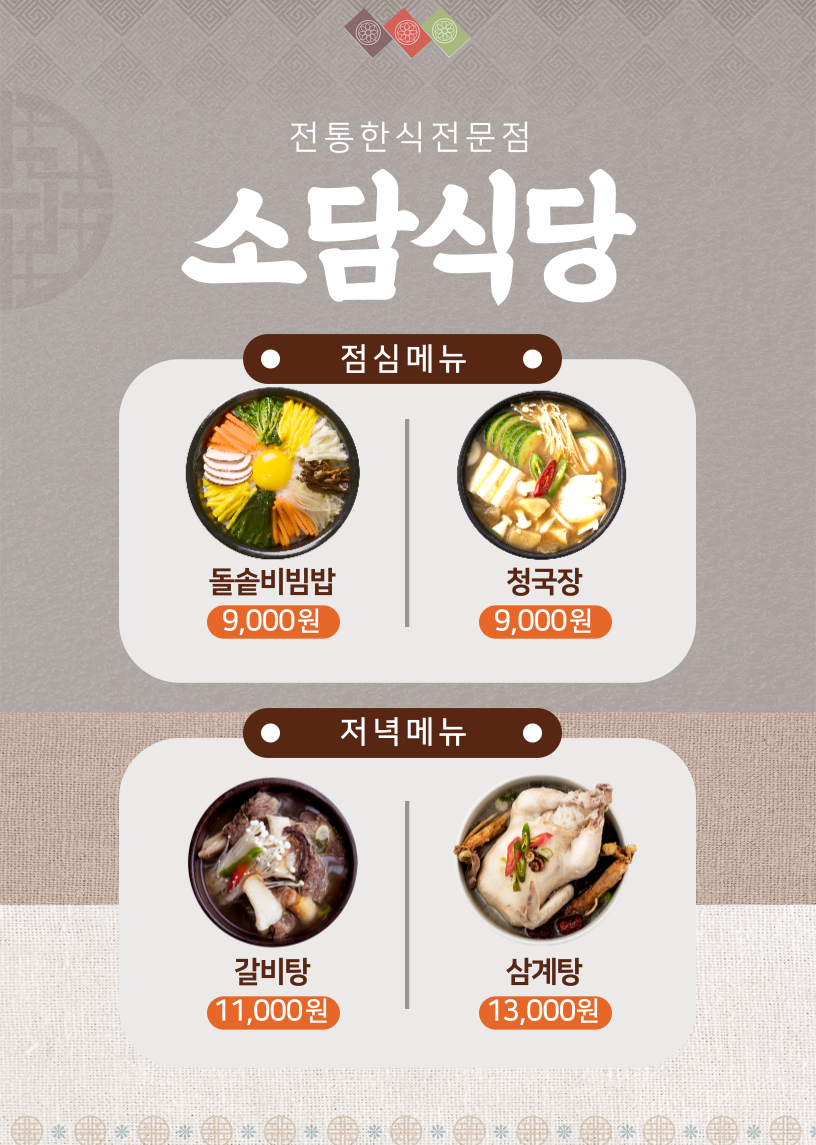 전통한식전문점
소담식당
점심메뉴
돌솥비빔밥
9,000원
청국장
9,000원
저녁메뉴
갈비탕
11,000원
삼계탕
13,000원